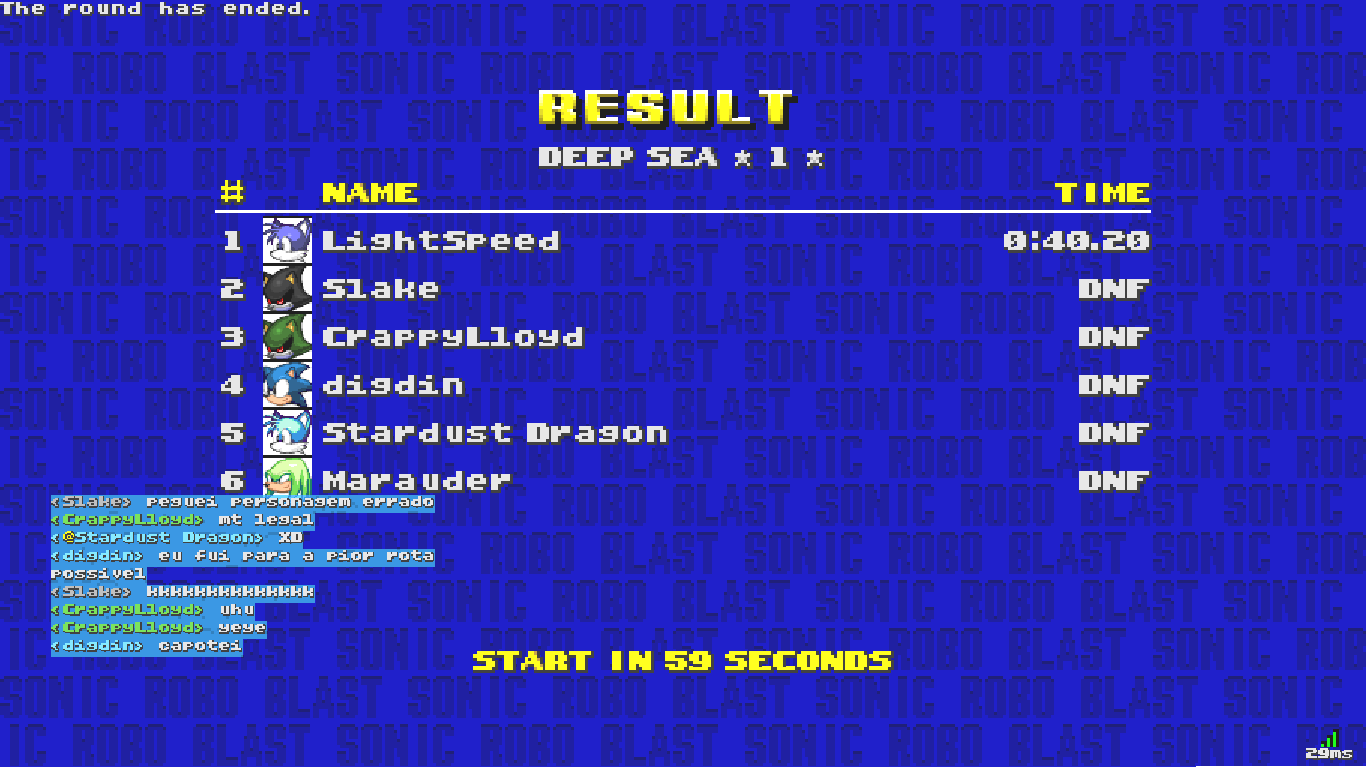 The round has ended.
RESULT
DEEP SEA ★ 1 ★
# NAME TIME
1 LightSpeed 0:40.20
2 Slake DNF
3 CrappyLloyd DNF
4 digdin DNF
5 Stardust Dragon DNF
6 Marauder DNF
<Slake> peguei personagem errado
<CrappyLloyd> mt legal
<@Stardust Dragon> XD
<digdin> eu fui para a pior rota
possivel
<Slake> kkkkkkkkkkkkkk
<CrappyLloyd> uhu
<CrappyLloyd> yeye
<digdin> capotei
START IN 59 SECONDS
29ms